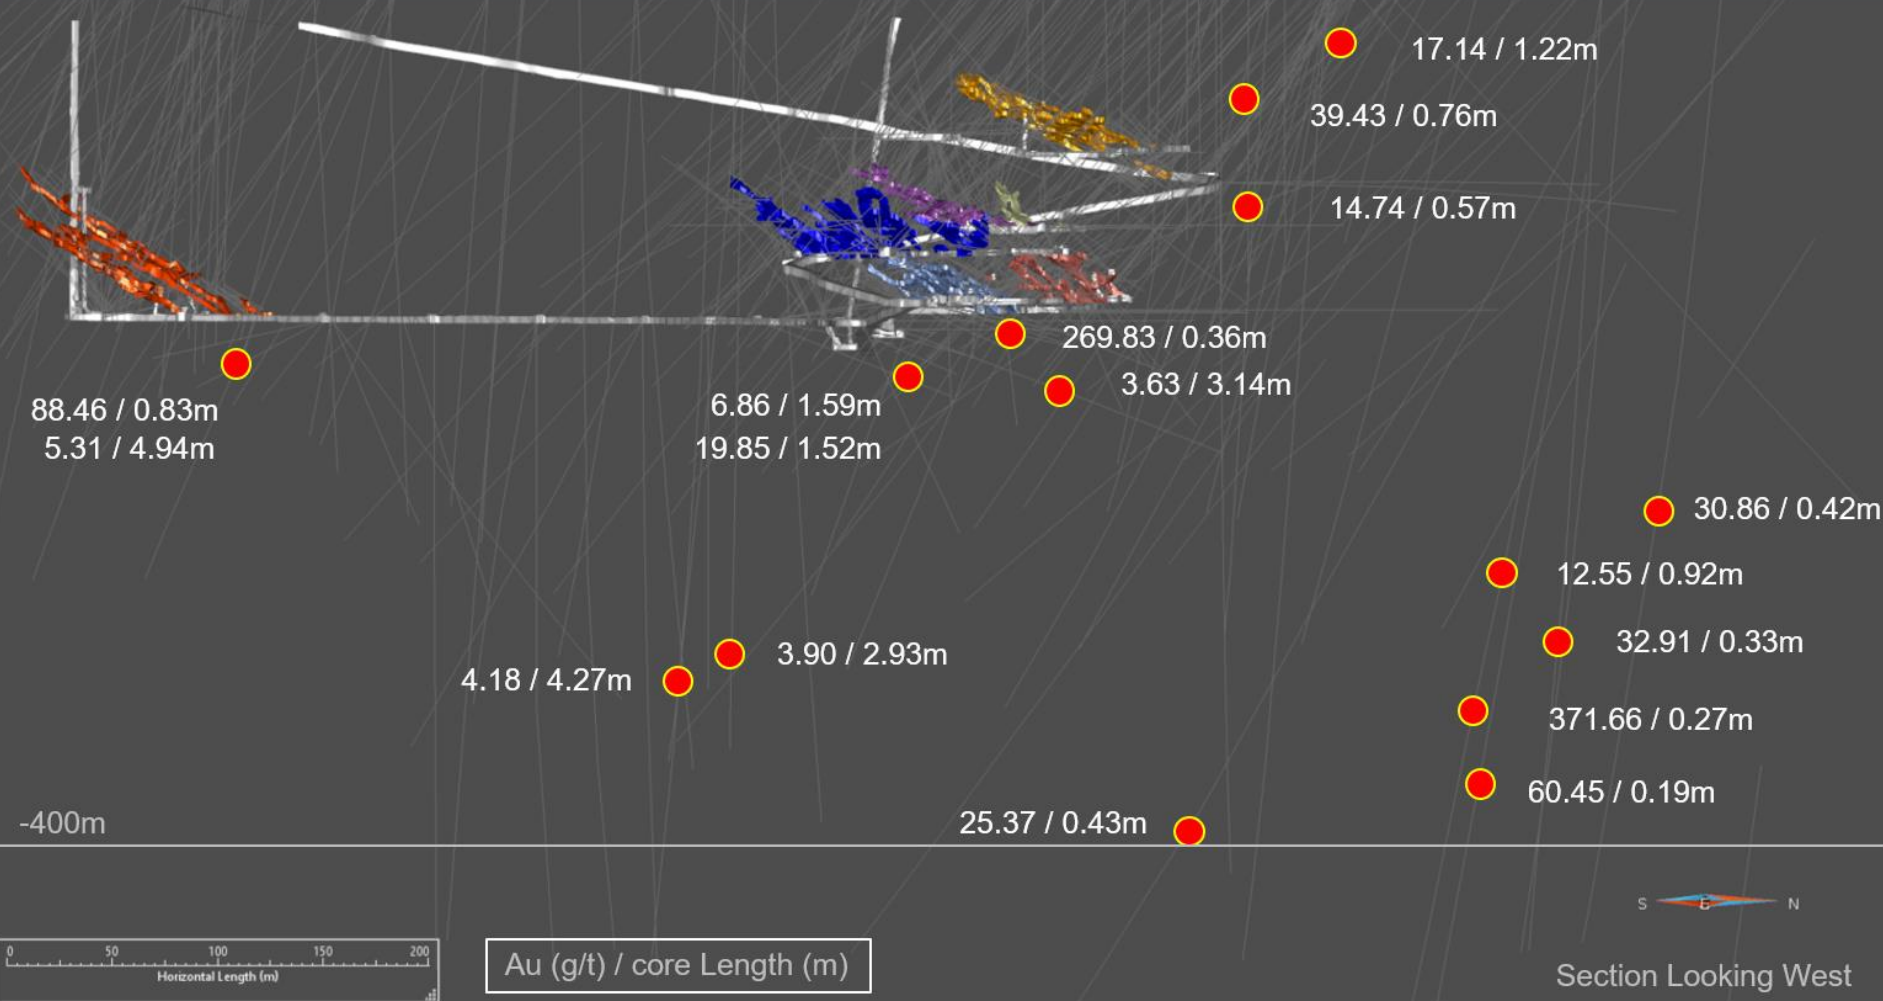 17.14 / 1.22m
39.43 / 0.76m
14.74 / 0.57m
269.83 / 0.36m
3.63 / 3.14m
88.46 / 0.83m
5.31 / 4.94m
6.86 / 1.59m
19.85 / 1.52m
30.86 / 0.42m
12.55 / 0.92m
32.91 / 0.33m
3.90 / 2.93m
4.18 / 4.27m
371.66 / 0.27m
60.45 / 0.19m
-400m
25.37 / 0.43m
S E N
0 50 100 150 200
Horizontal Length (m)
Au (g/t) / core Length (m)
Section Looking West